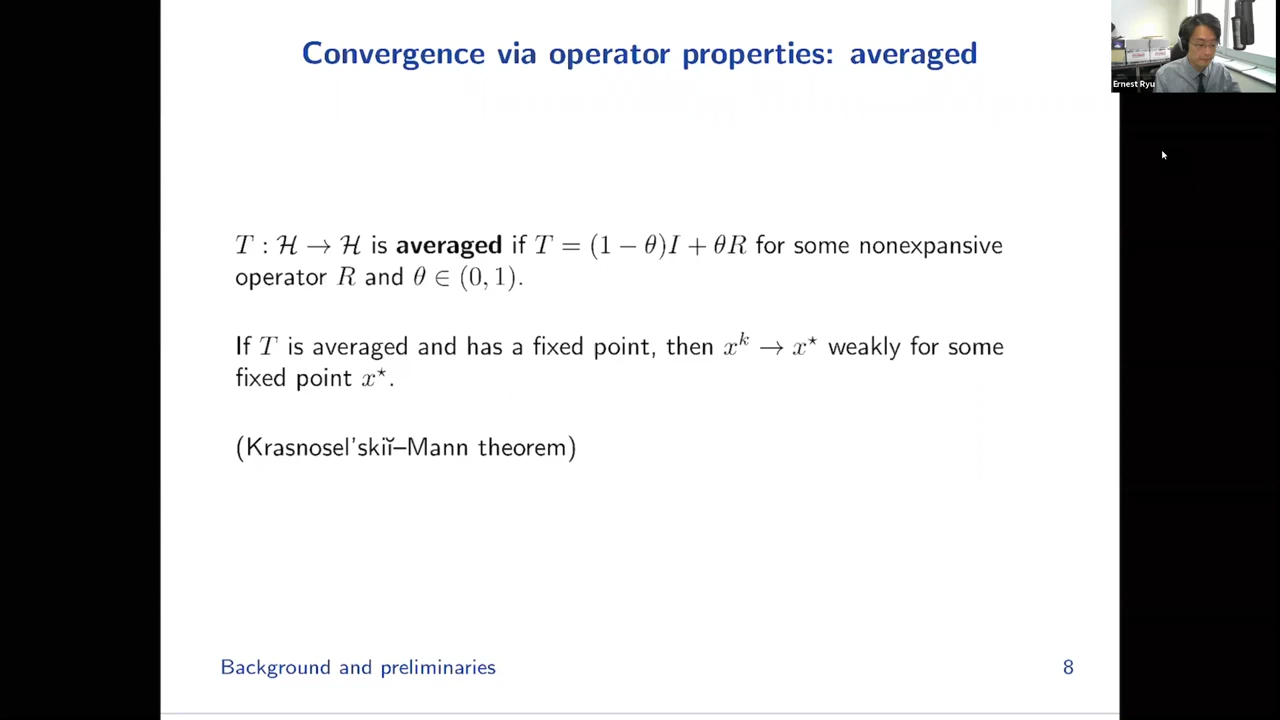 Convergence via operator properties: averaged
Ernest Ryu
T : ℋ → ℋ is averaged if T = (1 − θ)I + θR for some nonexpansive
operator R and θ ∈ (0, 1).
If T is averaged and has a fixed point, then xᵏ → x⋆ weakly for some
fixed point x⋆.
(Krasnosel'skiĭ–Mann theorem)
Background and preliminaries
8